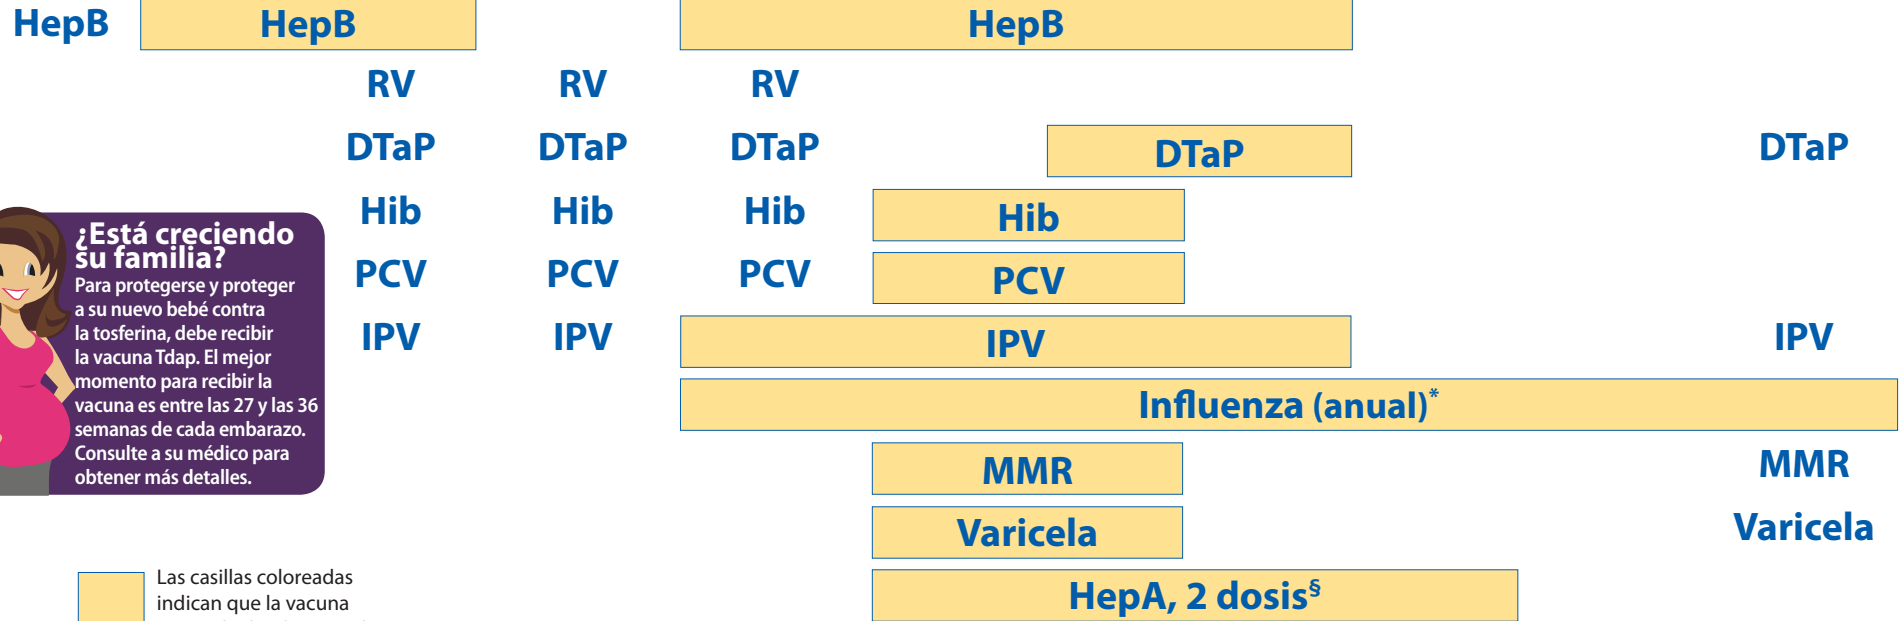 HepB HepB HepB
RV RV RV
DTaP DTaP DTaP DTaP DTaP
Hib Hib Hib Hib
PCV PCV PCV PCV
IPV IPV IPV IPV
Influenza (anual)*
MMR MMR
Varicela Varicela
HepA, 2 dosis§
¿Está creciendo
su familia?
Para protegerse y proteger
a su nuevo bebé contra
la tosferina, debe recibir
la vacuna Tdap. El mejor
momento para recibir la
vacuna es entre las 27 y las 36
semanas de cada embarazo.
Consulte a su médico para
obtener más detalles.
Las casillas coloreadas
indican que la vacuna